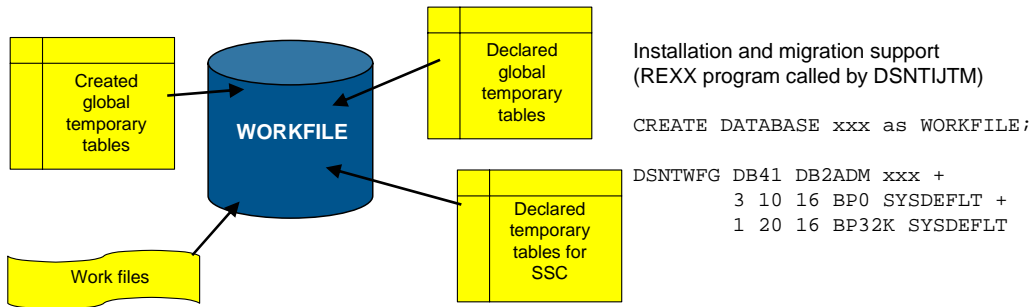 Created
global
temporary
tables
WORKFILE
Declared
global
temporary
tables
Declared
temporary
tables for
SSC
Work files
Installation and migration support
(REXX program called by DSNTIJTM)
CREATE DATABASE xxx as WORKFILE;
DSNTWFG DB41 DB2ADM xxx +
3 10 16 BP0 SYSDEFLT +
1 20 16 BP32K SYSDEFLT